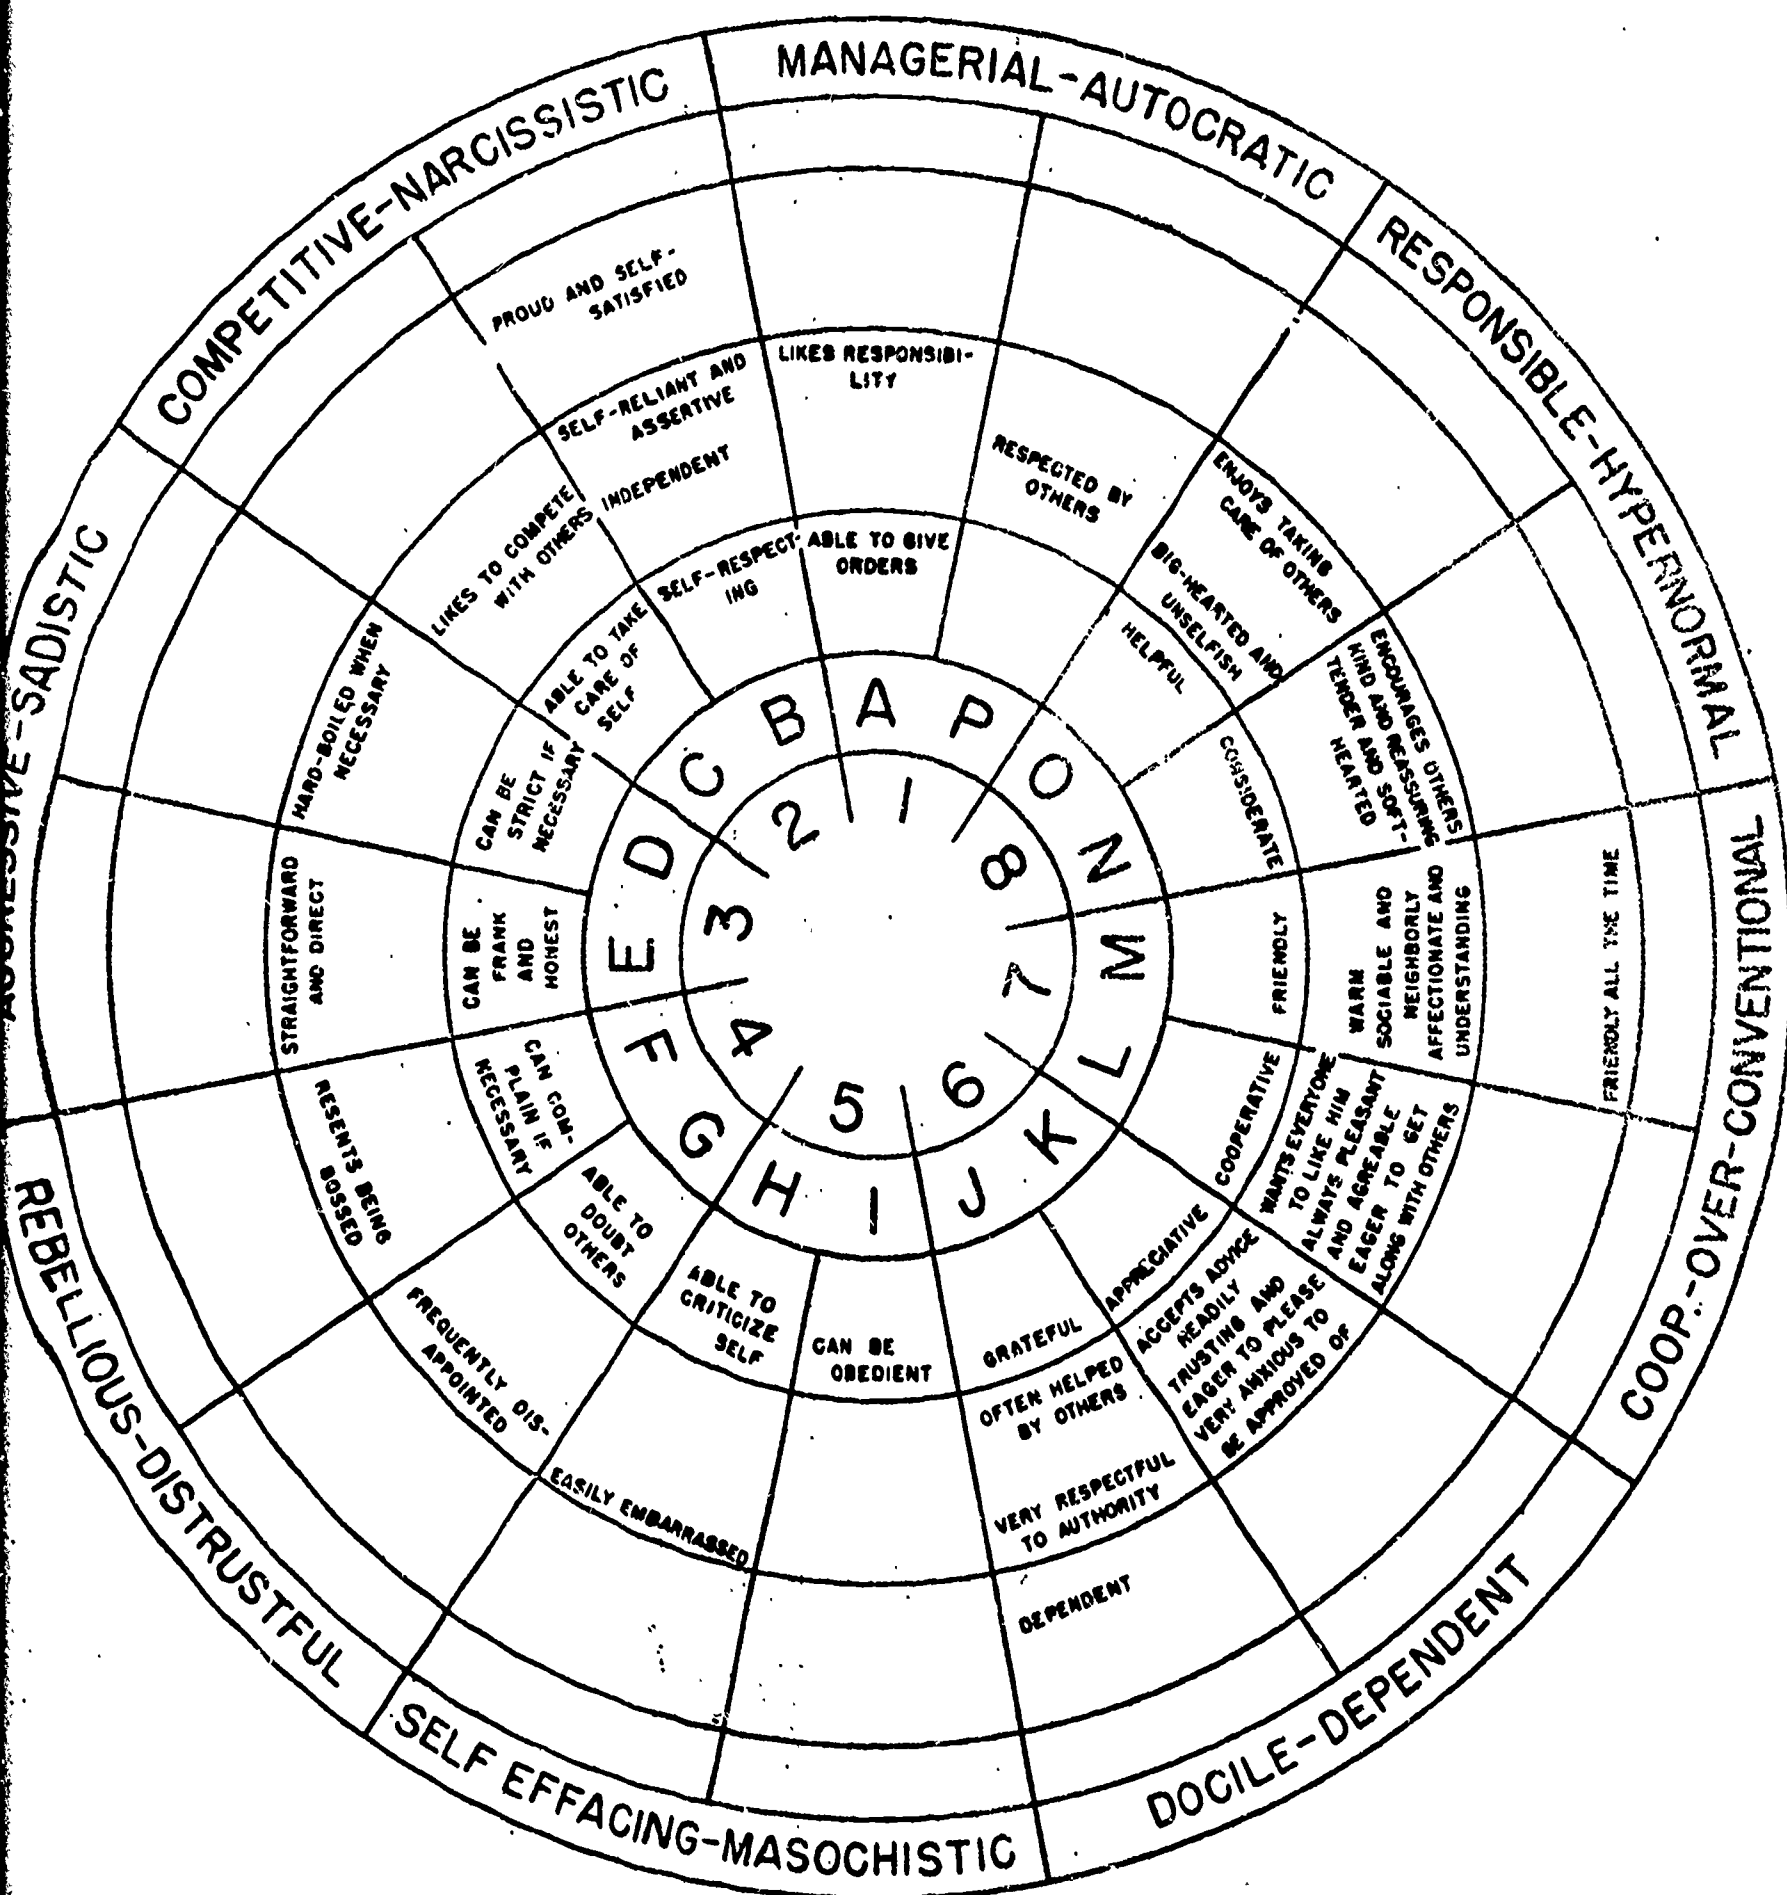 MANAGERIAL-AUTOCRATIC
RESPONSIBLE-HYPERNORMAL
COOP.-OVER-CONVENTIONAL
DOCILE-DEPENDENT
SELF EFFACING-MASOCHISTIC
REBELLIOUS-DISTRUSTFUL
AGGRESSIVE-SADISTIC
COMPETITIVE-NARCISSISTIC
PROUD AND SELF-
SATISFIED
SELF-RELIANT AND
ASSERTIVE
INDEPENDENT
SELF-RESPECT-
ING
LIKES RESPONSIBI-
LITY
ABLE TO GIVE
ORDERS
RESPECTED BY
OTHERS
ENJOYS TAKING
CARE OF OTHERS
BIG-HEARTED AND
UNSELFISH
HELPFUL
ENCOURAGES OTHERS
KIND AND REASSURING
TENDER AND SOFT-
HEARTED
CONSIDERATE
FRIENDLY
WARM
SOCIABLE AND
NEIGHBORLY
AFFECTIONATE AND
UNDERSTANDING
FRIENDLY ALL THE TIME
COOPERATIVE
WANTS EVERYONE
TO LIKE HIM
ALWAYS PLEASANT
AND AGREABLE
EAGER TO GET
ALONG WITH OTHERS
APPRECIATIVE
ACCEPTS ADVICE
READILY
TRUSTING AND
EAGER TO PLEASE
VERY ANXIOUS TO
BE APPROVED OF
GRATEFUL
OFTEN HELPED
BY OTHERS
VERY RESPECTFUL
TO AUTHORITY
DEPENDENT
CAN BE
OBEDIENT
ABLE TO
CRITICIZE
SELF
EASILY EMBARRASSED
ABLE TO
DOUBT
OTHERS
FREQUENTLY DIS-
APPOINTED
CAN COM-
PLAIN IF
NECESSARY
RESENTS BEING
BOSSED
CAN BE
FRANK
AND
HONEST
STRAIGHTFORWARD
AND DIRECT
CAN BE
STRICT IF
NECESSARY
HARD-BOILED WHEN
NECESSARY
ABLE TO TAKE
CARE OF
SELF
LIKES TO COMPETE
WITH OTHERS
A
P
O
N
M
L
K
J
I
H
G
F
E
D
C
B
1
8
7
6
5
4
3
2